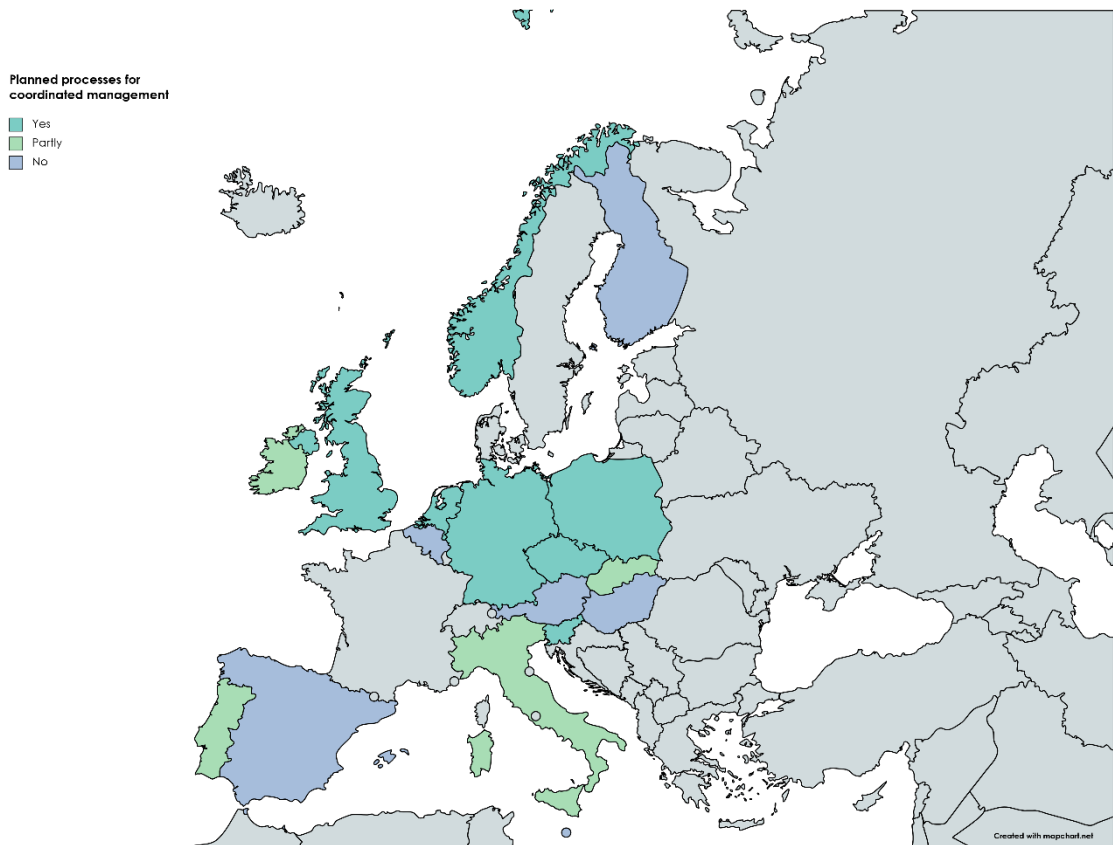 Planned processes for
coordinated management
Yes
Partly
No
Created with mapchart.net